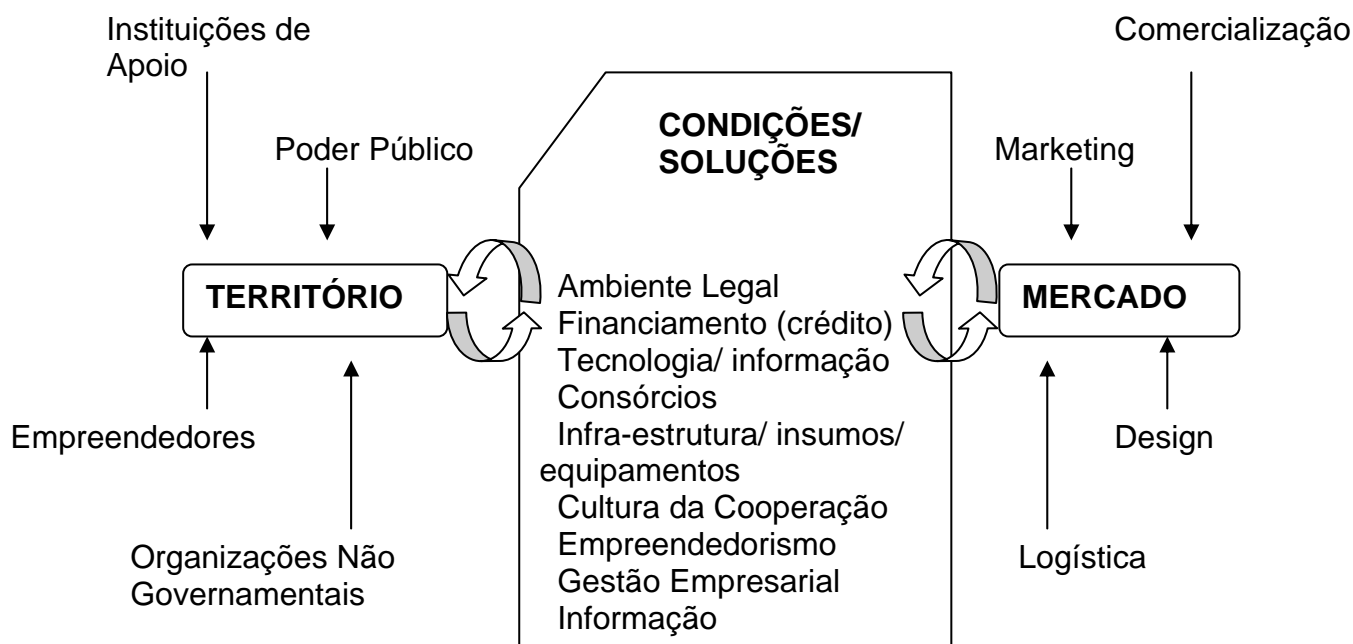 Instituições de
Apoio
Comercialização
CONDIÇÕES/
SOLUÇÕES
Poder Público
Marketing
TERRITÓRIO
MERCADO
Ambiente Legal
Financiamento (crédito)
Tecnologia/ informação
Consórcios
Infra-estrutura/ insumos/
equipamentos
Cultura da Cooperação
Empreendedorismo
Gestão Empresarial
Informação
Empreendedores
Design
Organizações Não
Governamentais
Logística